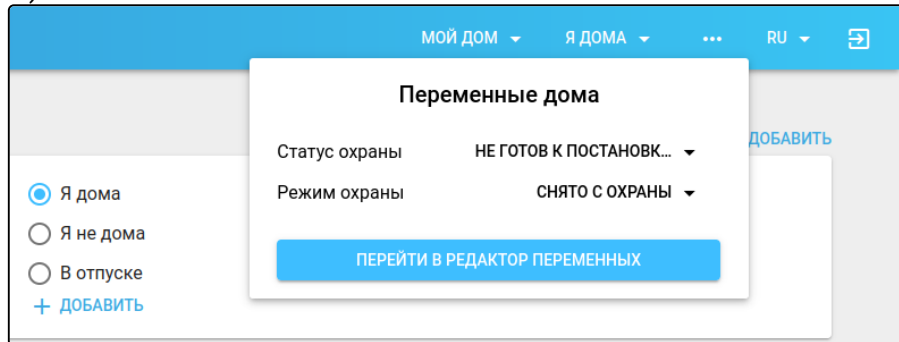 МОЙ ДОМ Я ДОМА ... RU
Переменные дома
ДОБАВИТЬ
Статус охраны НЕ ГОТОВ К ПОСТАНОВК...
Режим охраны СНЯТО С ОХРАНЫ
Я дома
Я не дома
В отпуске
+ ДОБАВИТЬ
ПЕРЕЙТИ В РЕДАКТОР ПЕРЕМЕННЫХ